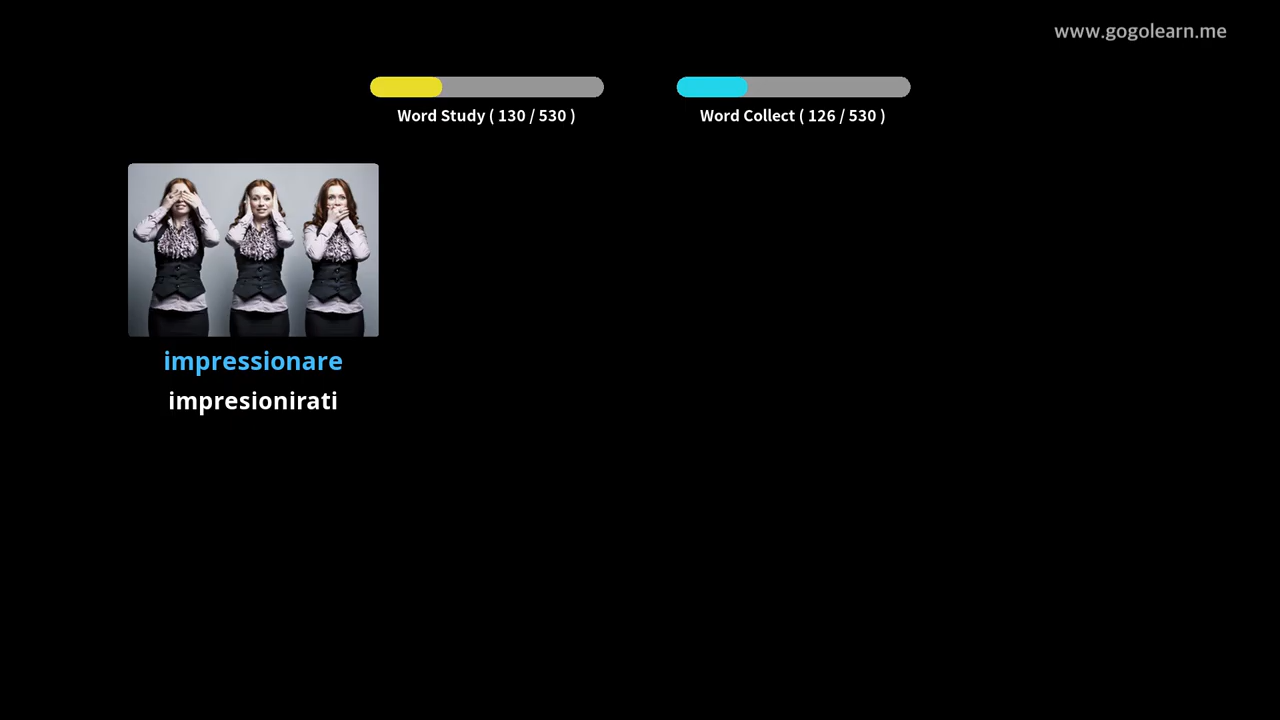 www.gogolearn.me
Word Study ( 130 / 530 )
Word Collect ( 126 / 530 )
impressionare
impresionirati